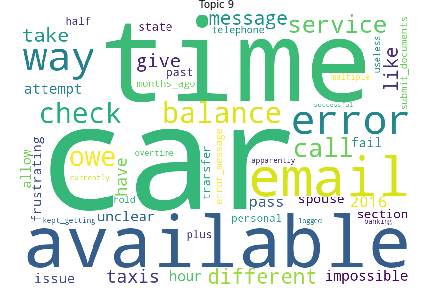 Topic 9
half
state
telephone
message
service
take
way
time
give
past
months_ago
attempt
like
useless
submit_documents
multiple
successful
check
balance
error
car
owe
have
call
fail
email
allow
frustrating
overtime
transfer
error_message
apparently
currently
told
pass
spouse
2016
kept_getting
unclear
personal
logged
banking
section
available
plus
issue
taxis
hour
different
impossible